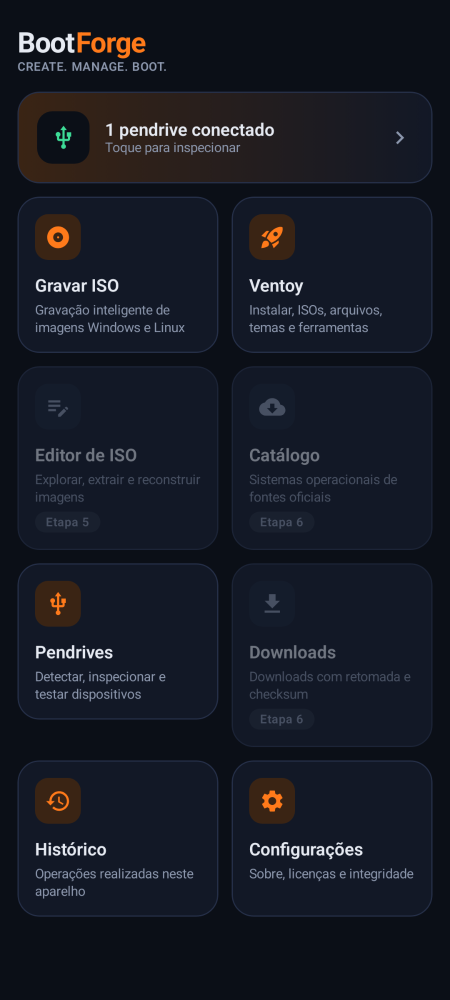 BootForge
CREATE. MANAGE. BOOT.
1 pendrive conectado
Toque para inspecionar
Gravar ISO
Gravação inteligente de
imagens Windows e Linux
Ventoy
Instalar, ISOs, arquivos,
temas e ferramentas
Editor de ISO
Explorar, extrair e reconstruir
imagens
Etapa 5
Catálogo
Sistemas operacionais de
fontes oficiais
Etapa 6
Pendrives
Detectar, inspecionar e
testar dispositivos
Downloads
Downloads com retomada e
checksum
Etapa 6
Histórico
Operações realizadas neste
aparelho
Configurações
Sobre, licenças e integridade